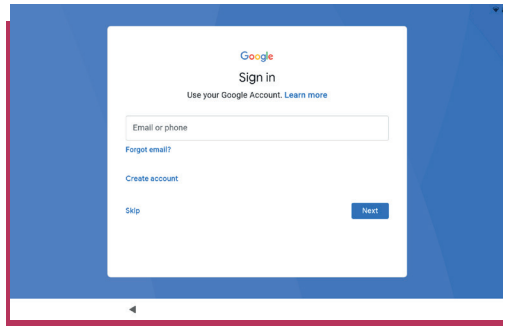 Google
Sign in
Use your Google Account. Learn more
Email or phone
Forgot email?
Create account
Skip
Next